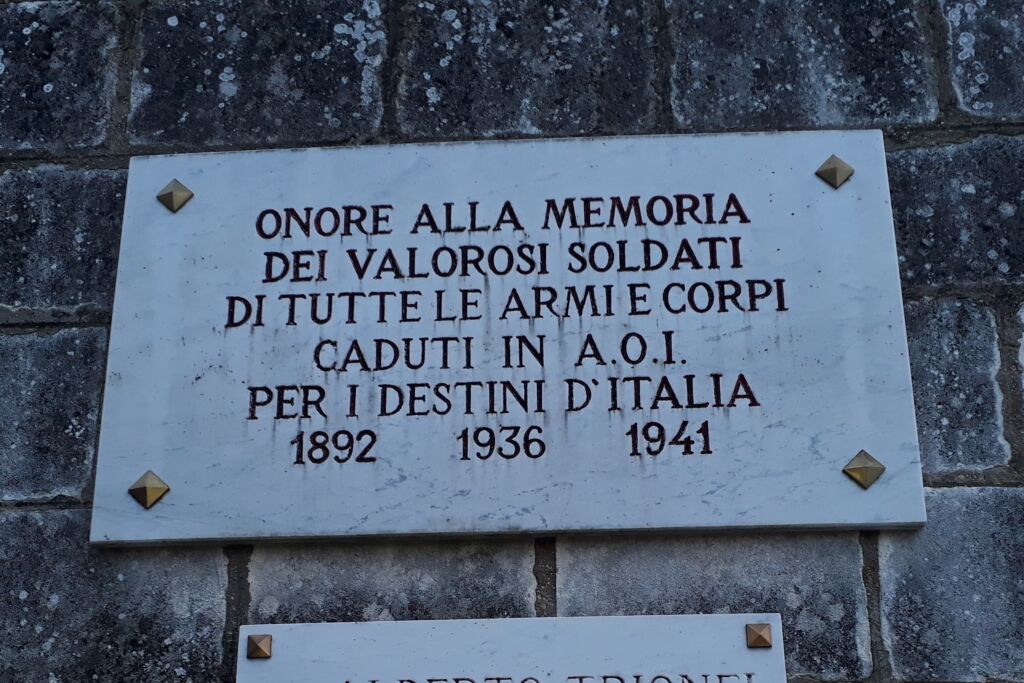 ONORE ALLA MEMORIA
DEI VALOROSI SOLDATI
DI TUTTE LE ARMI E CORPI
CADUTI IN A.O.I.
PER I DESTINI D'ITALIA
1892 1936 1941
ALBERTO